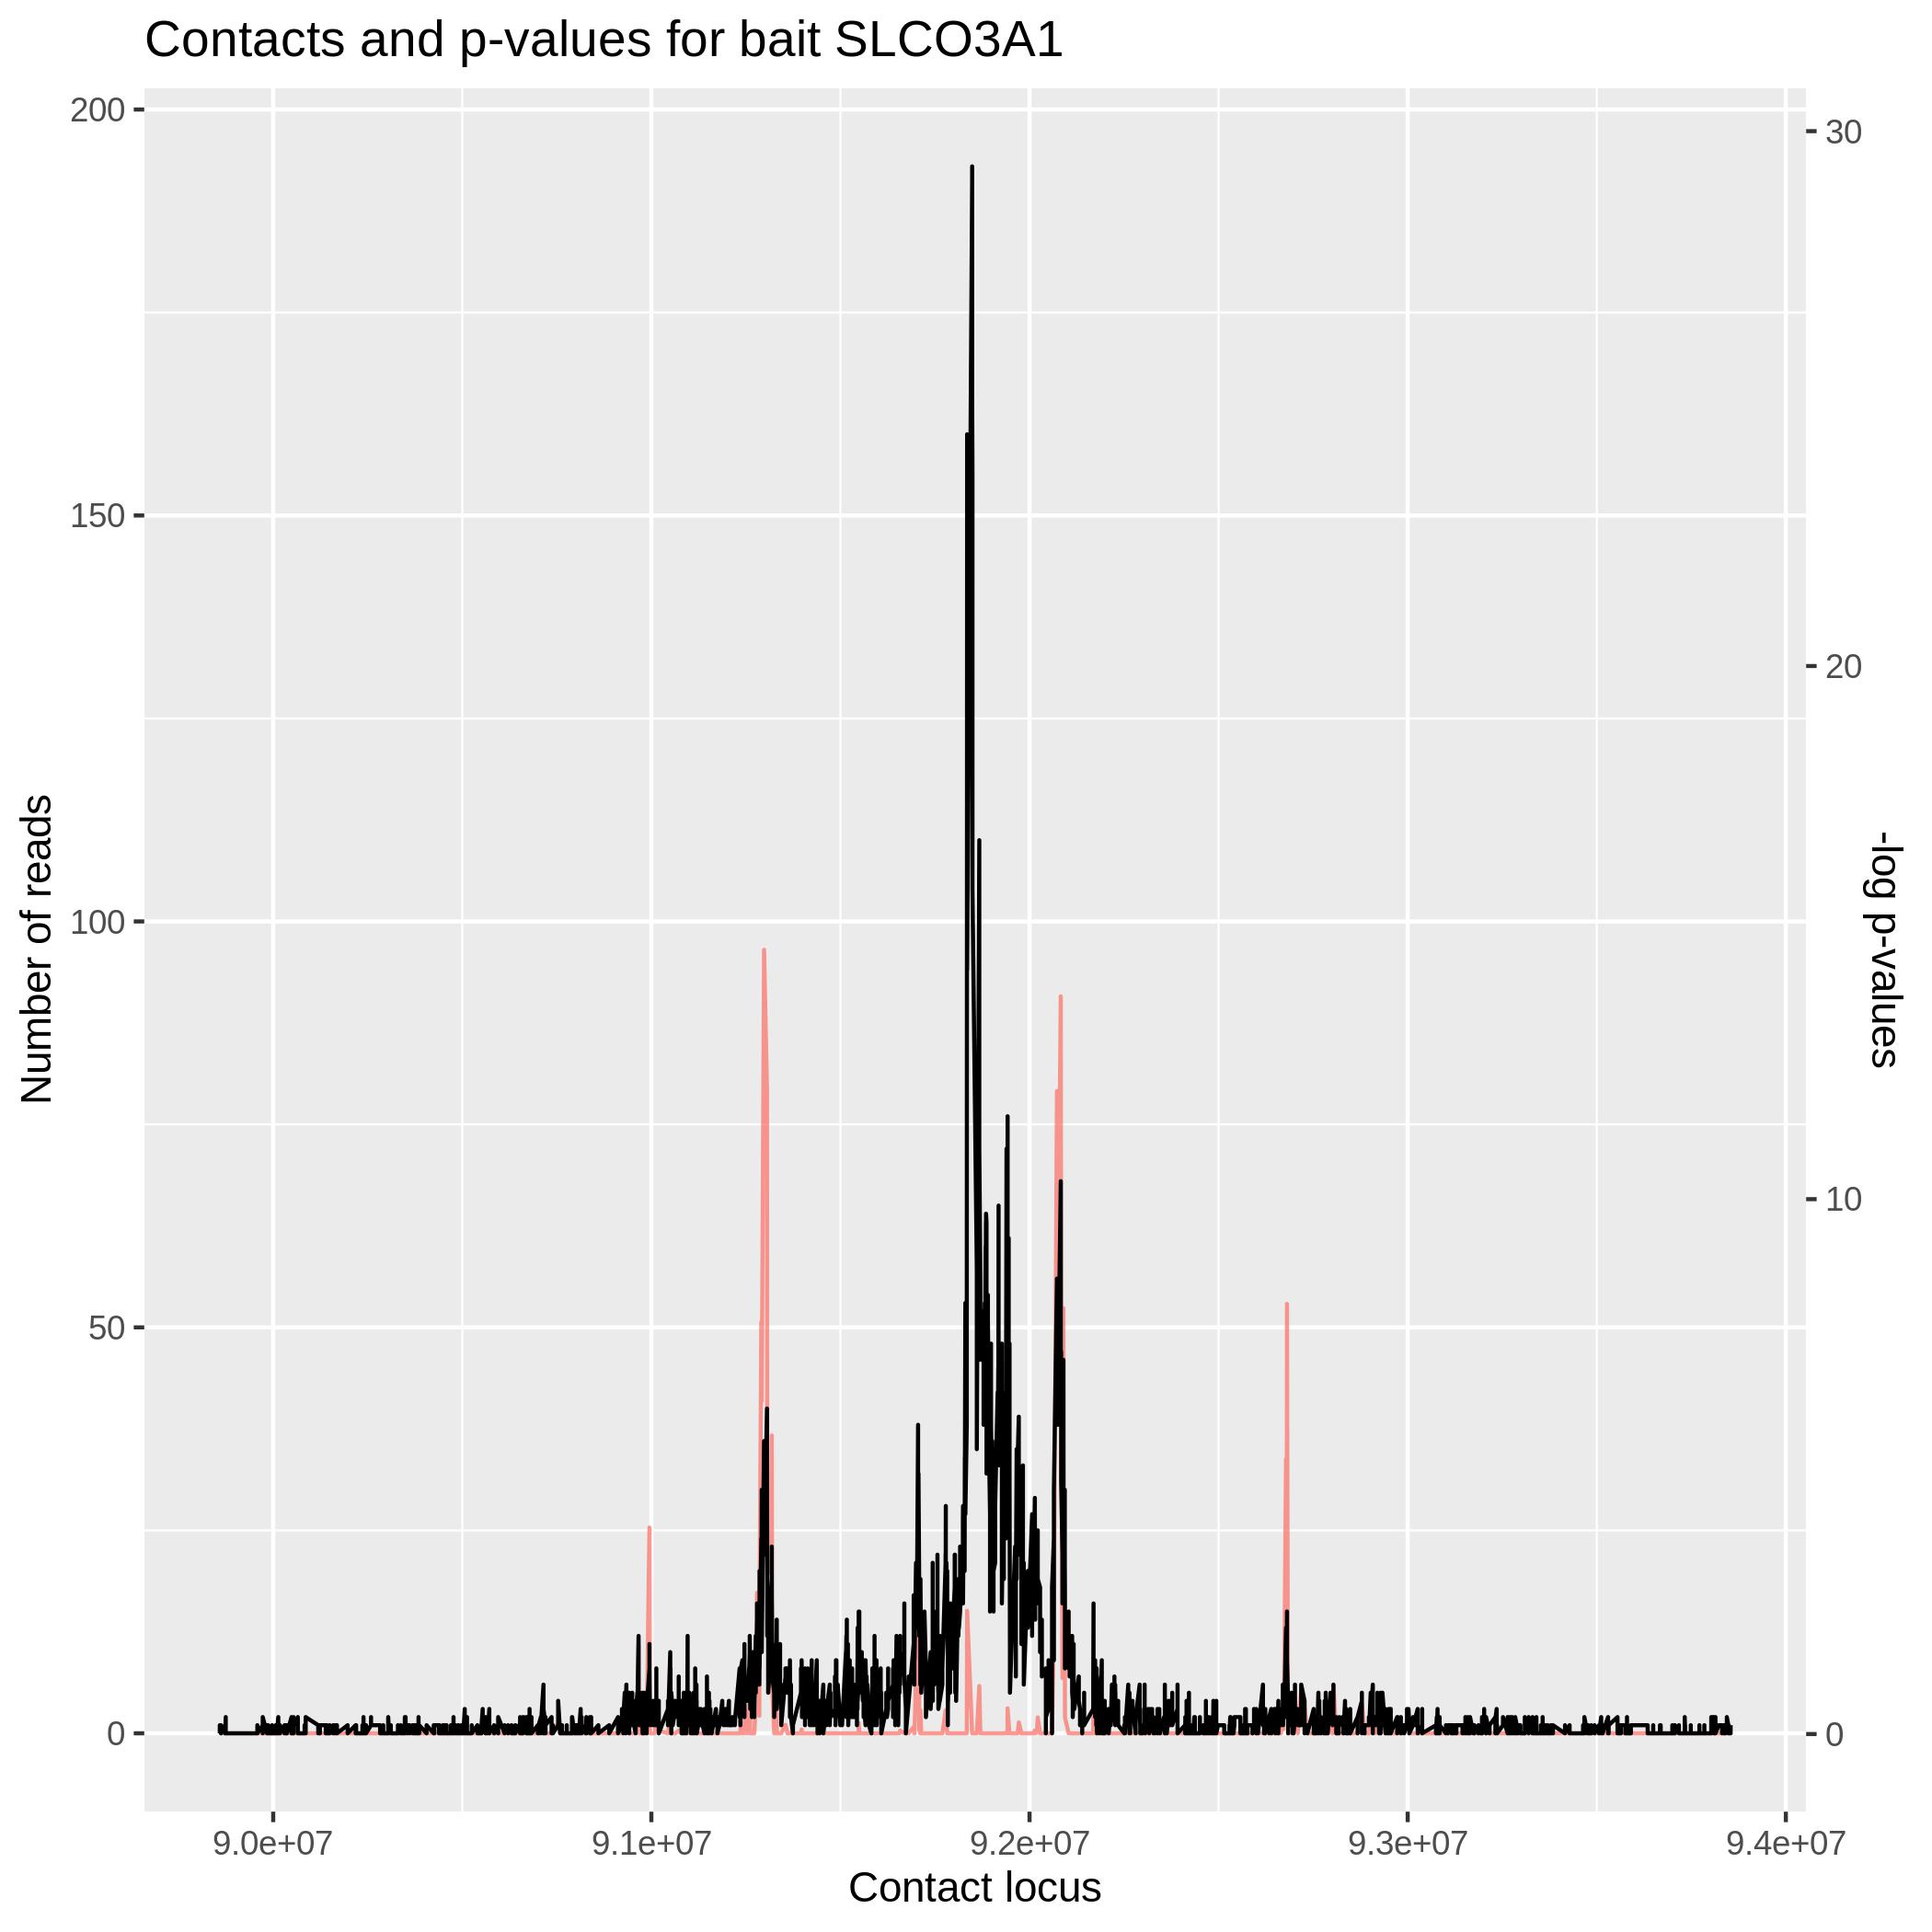 Contacts and p-values for bait SLCO3A1
200
150
100
50
0
Number of reads
30
20
10
0
-log p-values
9.0e+07
9.1e+07
9.2e+07
9.3e+07
9.4e+07
Contact locus